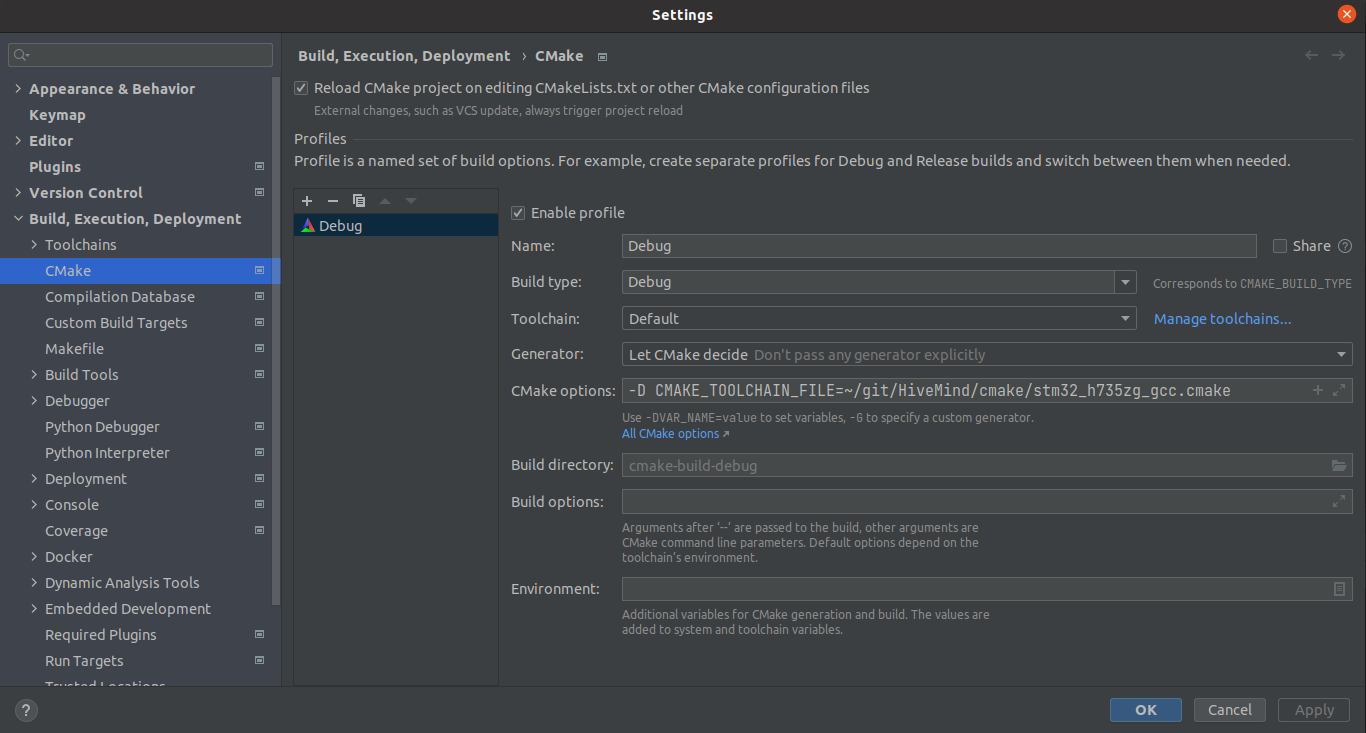 Settings
Appearance & Behavior
Keymap
Editor
Plugins
Version Control
Build, Execution, Deployment
Toolchains
CMake
Compilation Database
Custom Build Targets
Makefile
Build Tools
Debugger
Python Debugger
Python Interpreter
Deployment
Console
Coverage
Docker
Dynamic Analysis Tools
Embedded Development
Required Plugins
Run Targets
Trusted Locations
Build, Execution, Deployment › CMake
Reload CMake project on editing CMakeLists.txt or other CMake configuration files
External changes, such as VCS update, always trigger project reload
Profiles
Profile is a named set of build options. For example, create separate profiles for Debug and Release builds and switch between them when needed.
Debug
Enable profile
Name: Debug Share ?
Build type: Debug Corresponds to CMAKE_BUILD_TYPE
Toolchain: Default Manage toolchains...
Generator: Let CMake decide Don't pass any generator explicitly
CMake options: -D CMAKE_TOOLCHAIN_FILE=~/git/HiveMind/cmake/stm32_h735zg_gcc.cmake
Use -DVAR_NAME=value to set variables, -G to specify a custom generator.
All CMake options ↗
Build directory: cmake-build-debug
Build options:
Arguments after '--' are passed to the build, other arguments are
CMake command line parameters. Default options depend on the
toolchain's environment.
Environment:
Additional variables for CMake generation and build. The values are
added to system and toolchain variables.
?
OK Cancel Apply